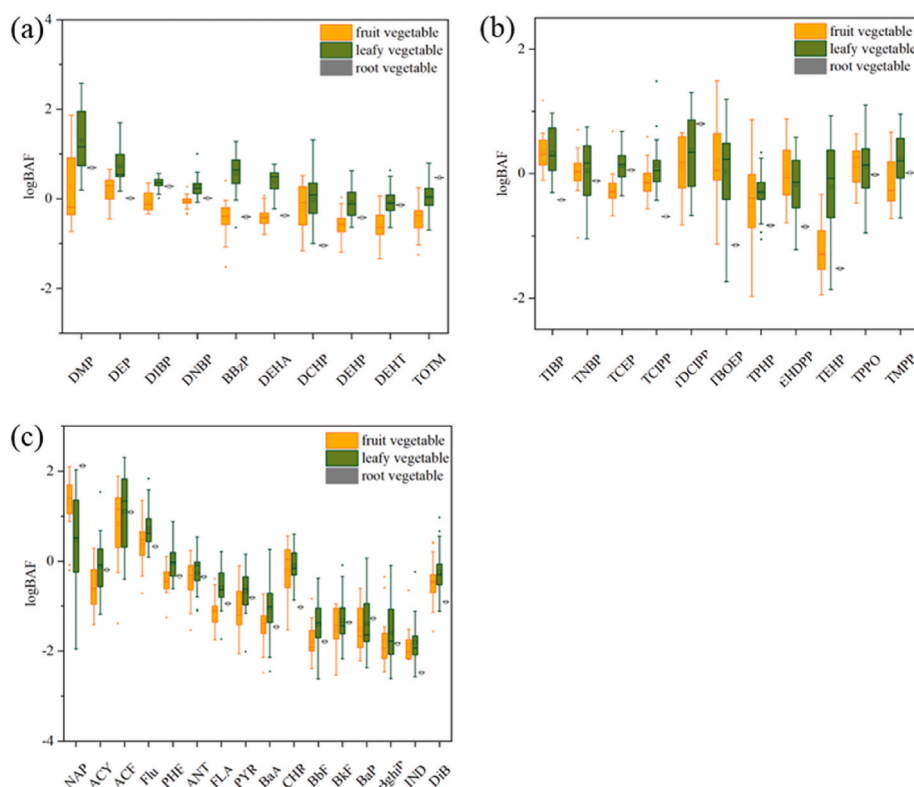 (a)
fruit vegetable
leafy vegetable
root vegetable
4
2
0
-2
logBAF
DMP
DEP
DIBP
DNBP
BBzP
DEHA
DCHP
DEHP
DEHT
TOTM
(b)
fruit vegetable
leafy vegetable
root vegetable
2
0
-2
logBAF
TIBP
TNBP
TCEP
TCIPP
TDCIPP
TBOEP
TPHP
EHDPP
TEHP
TPPO
TMPP
(c)
fruit vegetable
leafy vegetable
root vegetable
2
0
-2
-4
logBAF
NAP
ACY
ACF
Flu
PHE
ANT
FLA
PYR
BaA
CHR
BbF
BkF
BaP
BghiP
IND
DiB